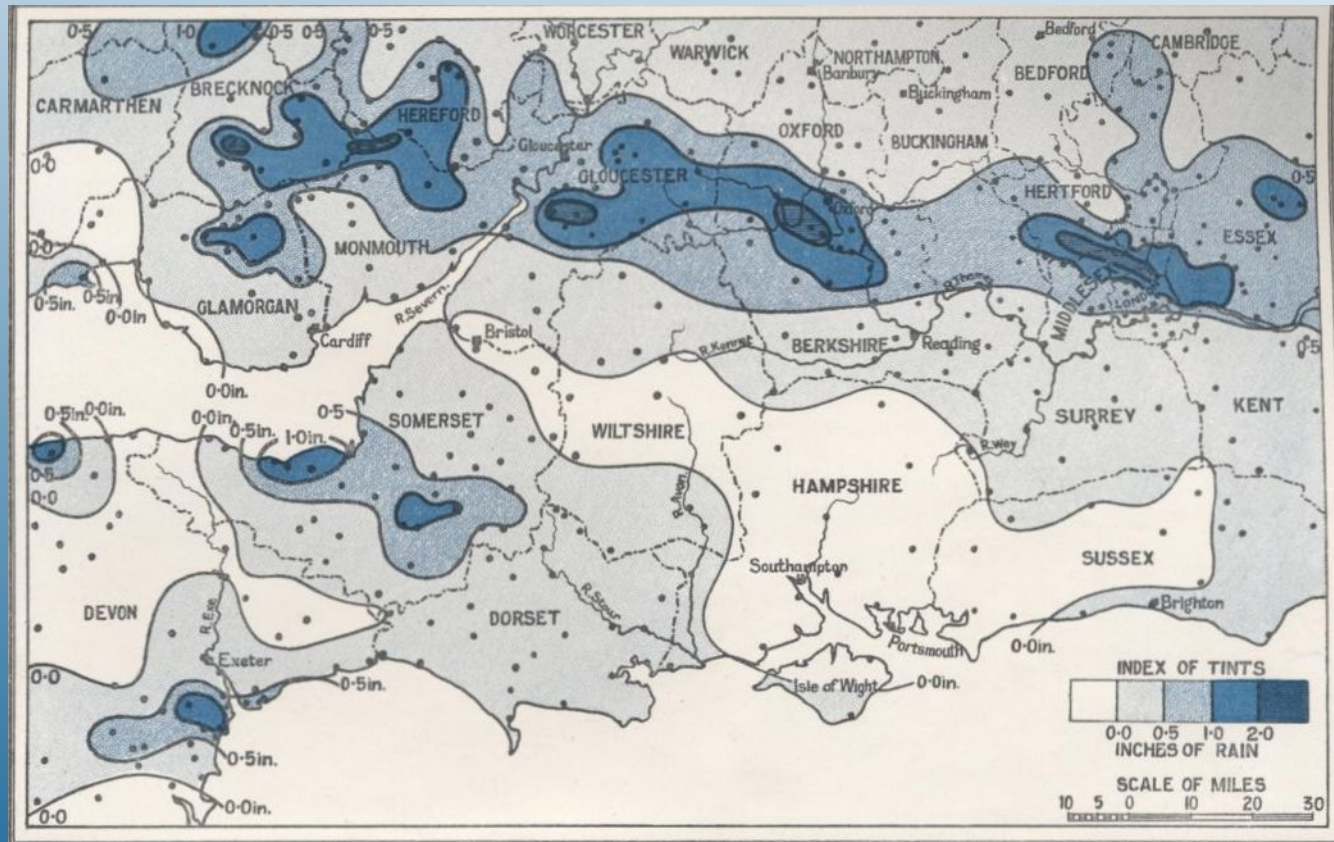 0·5
1·0
0·5
0·5
0·5
WORCESTER
WARWICK
NORTHAMPTON
Bedford
CAMBRIDGE
Banbury
BEDFORD
BRECKNOCK
CARMARTHEN
HEREFORD
Buckingham
OXFORD
BUCKINGHAM
Gloucester
0·0
GLOUCESTER
HERTFORD
0·5
Oxford
0·0
MONMOUTH
ESSEX
0·5in.
0·5in.
0·0in
GLAMORGAN
R. Severn.
R. Thames
MIDDLESEX
LONDON
Cardiff
Bristol
R. Kennet
BERKSHIRE
Reading
0·5
0·0in.
0·5in.
0·0in.
0·0in.
0·5in.
1·0in.
0·5
SOMERSET
WILTSHIRE
SURREY
KENT
R. Wey
0·5
0·0
R. Avon
HAMPSHIRE
SUSSEX
Southampton
DEVON
R. Exe
DORSET
R. Stour
Brighton
Exeter
Portsmouth
0·0in.
0·0
0·5in.
Isle of Wight
0·0in.
INDEX OF TINTS
0·0 0·5 1·0 2·0
INCHES OF RAIN
0·5in.
0·0in.
0·0
SCALE OF MILES
10 5 0 10 20 30